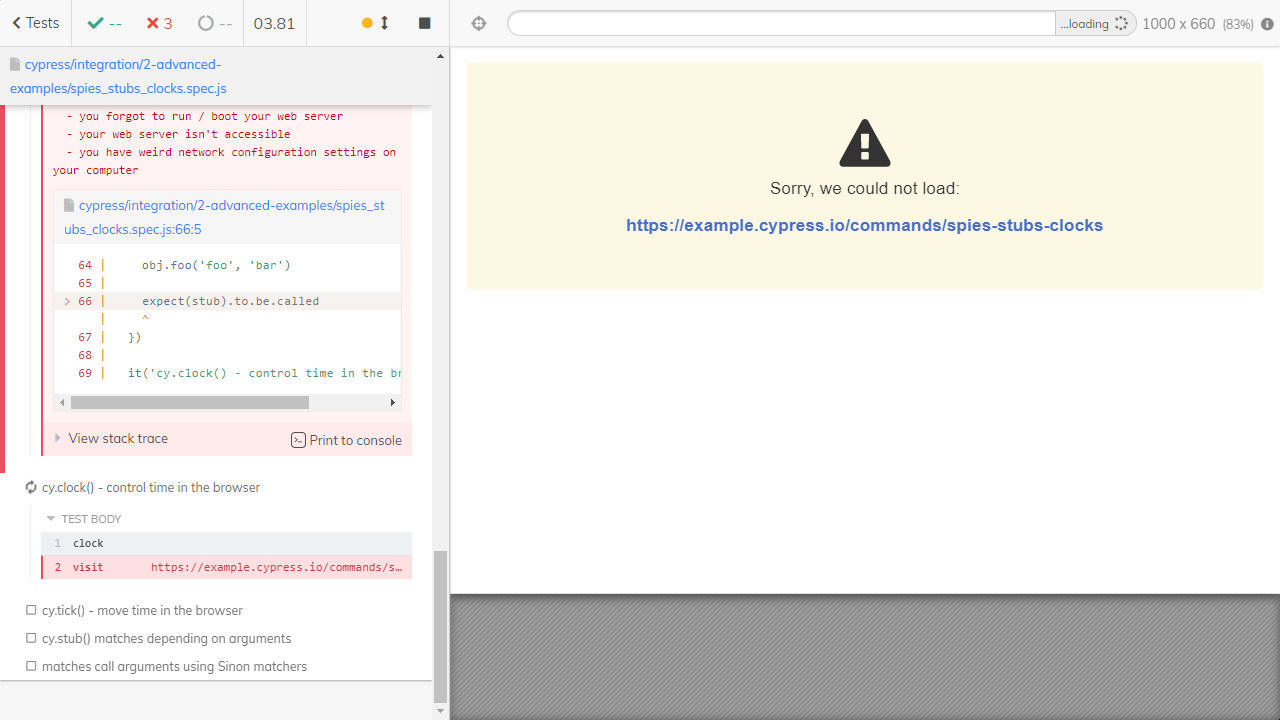 Tests
--
3
--
03.81
...loading
1000 x 660 (83%)
cypress/integration/2-advanced-
examples/spies_stubs_clocks.spec.js
- you forgot to run / boot your web server
- your web server isn't accessible
- you have weird network configuration settings on
your computer
cypress/integration/2-advanced-examples/spies_st
ubs_clocks.spec.js:66:5
64 | obj.foo('foo', 'bar')
65 |
> 66 | expect(stub).to.be.called
| ^
67 | })
68 |
69 | it('cy.clock() - control time in the br
View stack trace
Print to console
cy.clock() - control time in the browser
TEST BODY
1 clock
2 visit https://example.cypress.io/commands/s…
cy.tick() - move time in the browser
cy.stub() matches depending on arguments
matches call arguments using Sinon matchers
Sorry, we could not load:
https://example.cypress.io/commands/spies-stubs-clocks